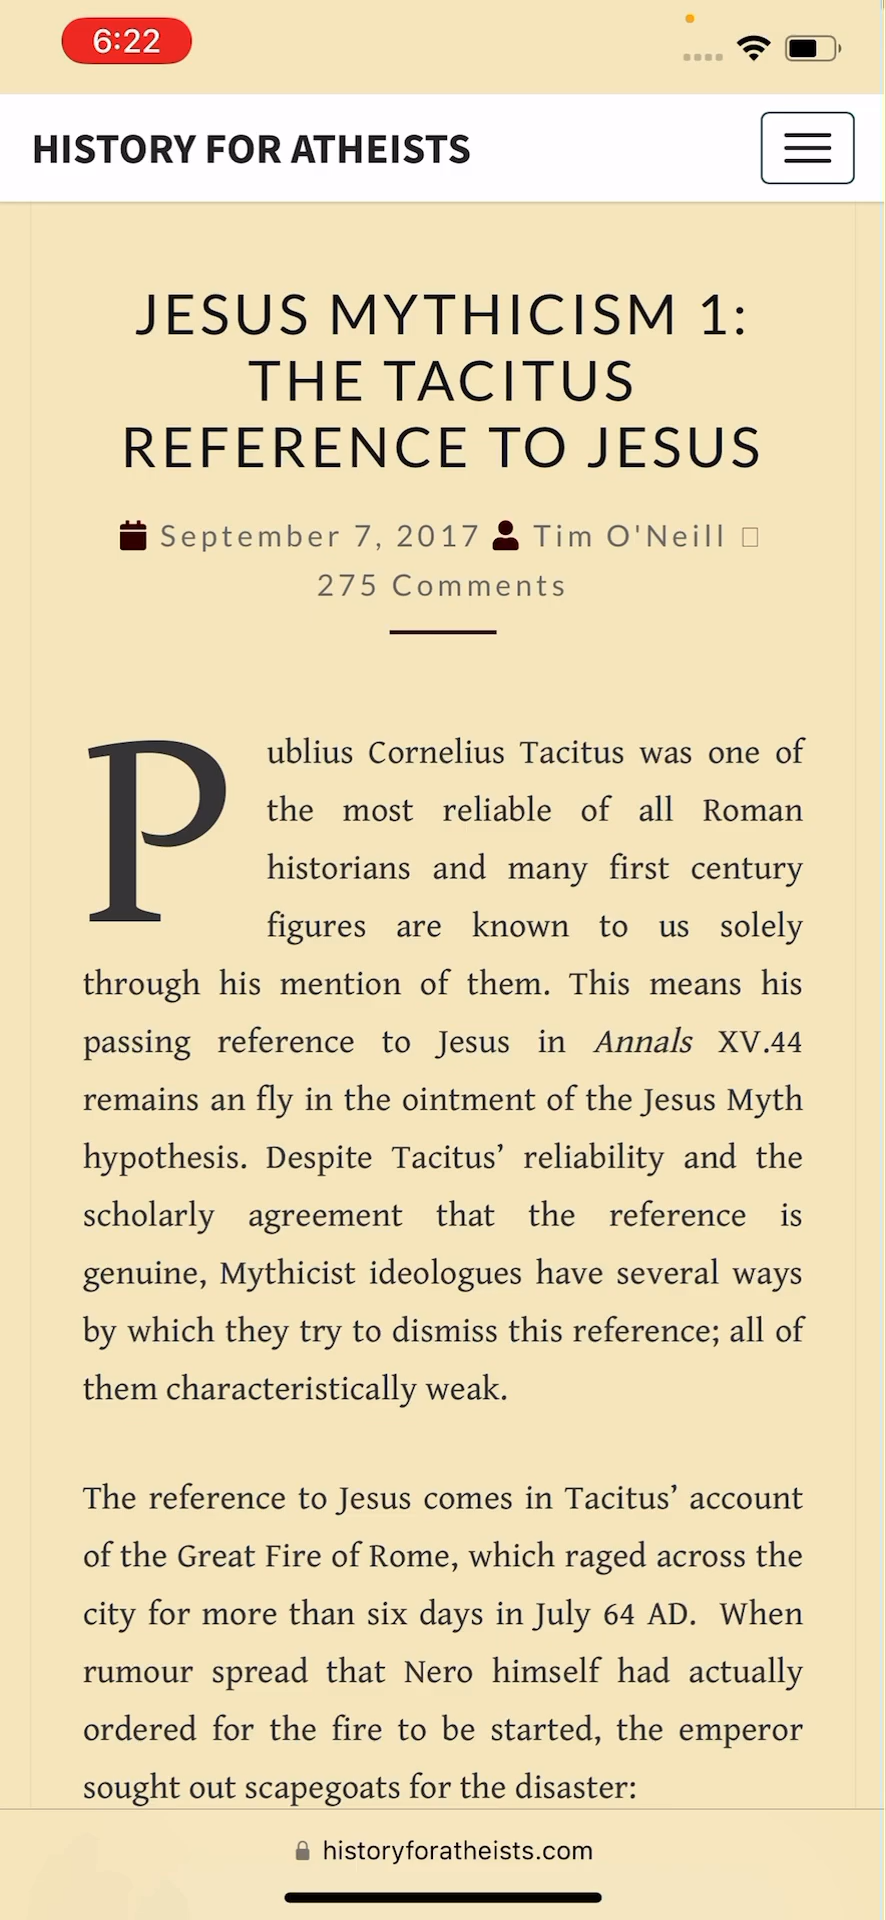 6:22
HISTORY FOR ATHEISTS
JESUS MYTHICISM 1:
THE TACITUS
REFERENCE TO JESUS
September 7, 2017 Tim O'Neill
275 Comments
Publius Cornelius Tacitus was one of
the most reliable of all Roman
historians and many first century
figures are known to us solely
through his mention of them. This means his
passing reference to Jesus in Annals XV.44
remains an fly in the ointment of the Jesus Myth
hypothesis. Despite Tacitus’ reliability and the
scholarly agreement that the reference is
genuine, Mythicist ideologues have several ways
by which they try to dismiss this reference; all of
them characteristically weak.
The reference to Jesus comes in Tacitus’ account
of the Great Fire of Rome, which raged across the
city for more than six days in July 64 AD. When
rumour spread that Nero himself had actually
ordered for the fire to be started, the emperor
sought out scapegoats for the disaster:
historyforatheists.com